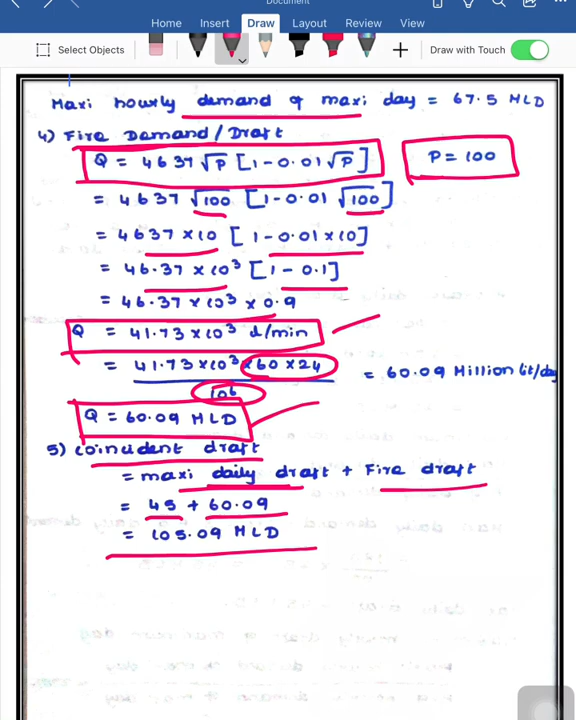 Document
Home Insert Draw Layout Review View
Select Objects Draw with Touch
Maxi hourly demand of maxi day = 67.5 MLD
4) Fire Demand/Draft
Q = 4637√P [1-0.01√P] P = 100
= 4637 √100 [1-0.01 √100]
= 4637×10 [1-0.01×10]
= 46.37 ×10³ [1-0.1]
= 46.37×10³ × 0.9
Q = 41.73×10³ l/min
= 41.73×10³ × 60 × 24 / 10⁶ = 60.09 Million lit/day
Q = 60.09 MLD
5) coincident draft
= maxi daily draft + Fire draft
= 45 + 60.09
= 105.09 MLD